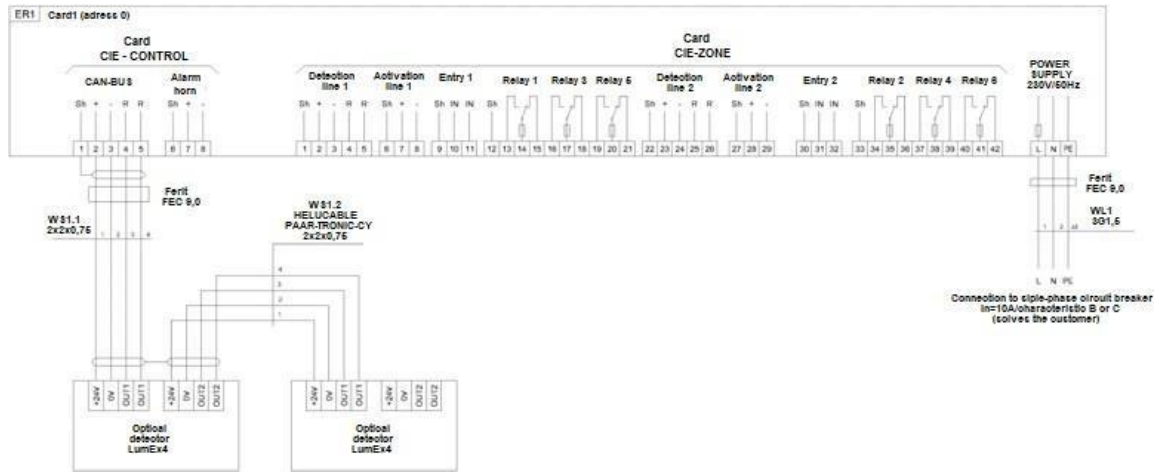 ER1 Card1 (adress 0)
Card
CIE - CONTROL
Card
CIE-ZONE
CAN-BUS
Alarm
horn
Detection
line 1
Activation
line 1
Entry 1
Relay 1
Relay 3
Relay 5
Detection
line 2
Activation
line 2
Entry 2
Relay 2
Relay 4
Relay 6
POWER
SUPPLY
230V/50Hz
Sh + - R R Sh + -
Sh + - R R Sh + - Sh IN IN Sh Sh + - R R Sh + - Sh IN IN Sh
1 2 3 4 5 6 7 8
1 2 3 4 5 6 7 8 9 10 11 12 13 14 15 16 17 18 19 20 21 22 23 24 25 26 27 28 29 30 31 32 33 34 35 36 37 38 39 40 41 42
L N PE
Ferit
FEC 9,0
Ferit
FEC 9,0
WS1.1
2x2x0,75
1 2 3 4
WS1.2
HELUCABLE
PAAR-TRONIC-CY
2x2x0,75
4
3
2
1
WL1
3G1,5
1 2
L N PE
Connection to siple-phase circuit breaker
In=10A/characteristic B or C
(solves the customer)
+24V 0V OUT1 OUT1 +24V 0V OUT2 OUT2
Optical
detector
LumEx4
+24V 0V OUT1 OUT1 +24V 0V OUT2 OUT2
Optical
detector
LumEx4